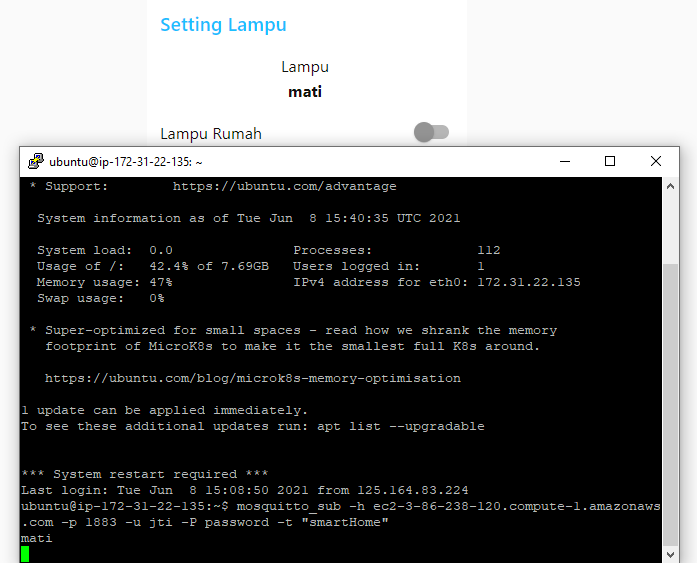 Setting Lampu
Lampu
mati
Lampu Rumah
ubuntu@ip-172-31-22-135: ~
* Support:        https://ubuntu.com/advantage
System information as of Tue Jun  8 15:40:35 UTC 2021
System load:  0.0               Processes:             112
Usage of /:   42.4% of 7.69GB   Users logged in:       1
Memory usage: 47%               IPv4 address for eth0: 172.31.22.135
Swap usage:   0%
* Super-optimized for small spaces - read how we shrank the memory
footprint of MicroK8s to make it the smallest full K8s around.
https://ubuntu.com/blog/microk8s-memory-optimisation
1 update can be applied immediately.
To see these additional updates run: apt list --upgradable
*** System restart required ***
Last login: Tue Jun  8 15:08:50 2021 from 125.164.83.224
ubuntu@ip-172-31-22-135:~$ mosquitto_sub -h ec2-3-86-238-120.compute-1.amazonaws
.com -p 1883 -u jti -P password -t "smartHome"
mati